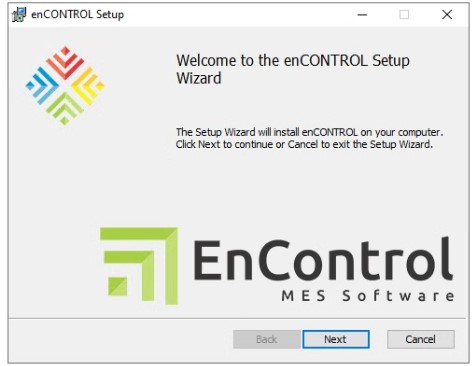 enCONTROL Setup
Welcome to the enCONTROL Setup
Wizard
The Setup Wizard will install enCONTROL on your computer.
Click Next to continue or Cancel to exit the Setup Wizard.
EnControl
MES Software
Back Next Cancel